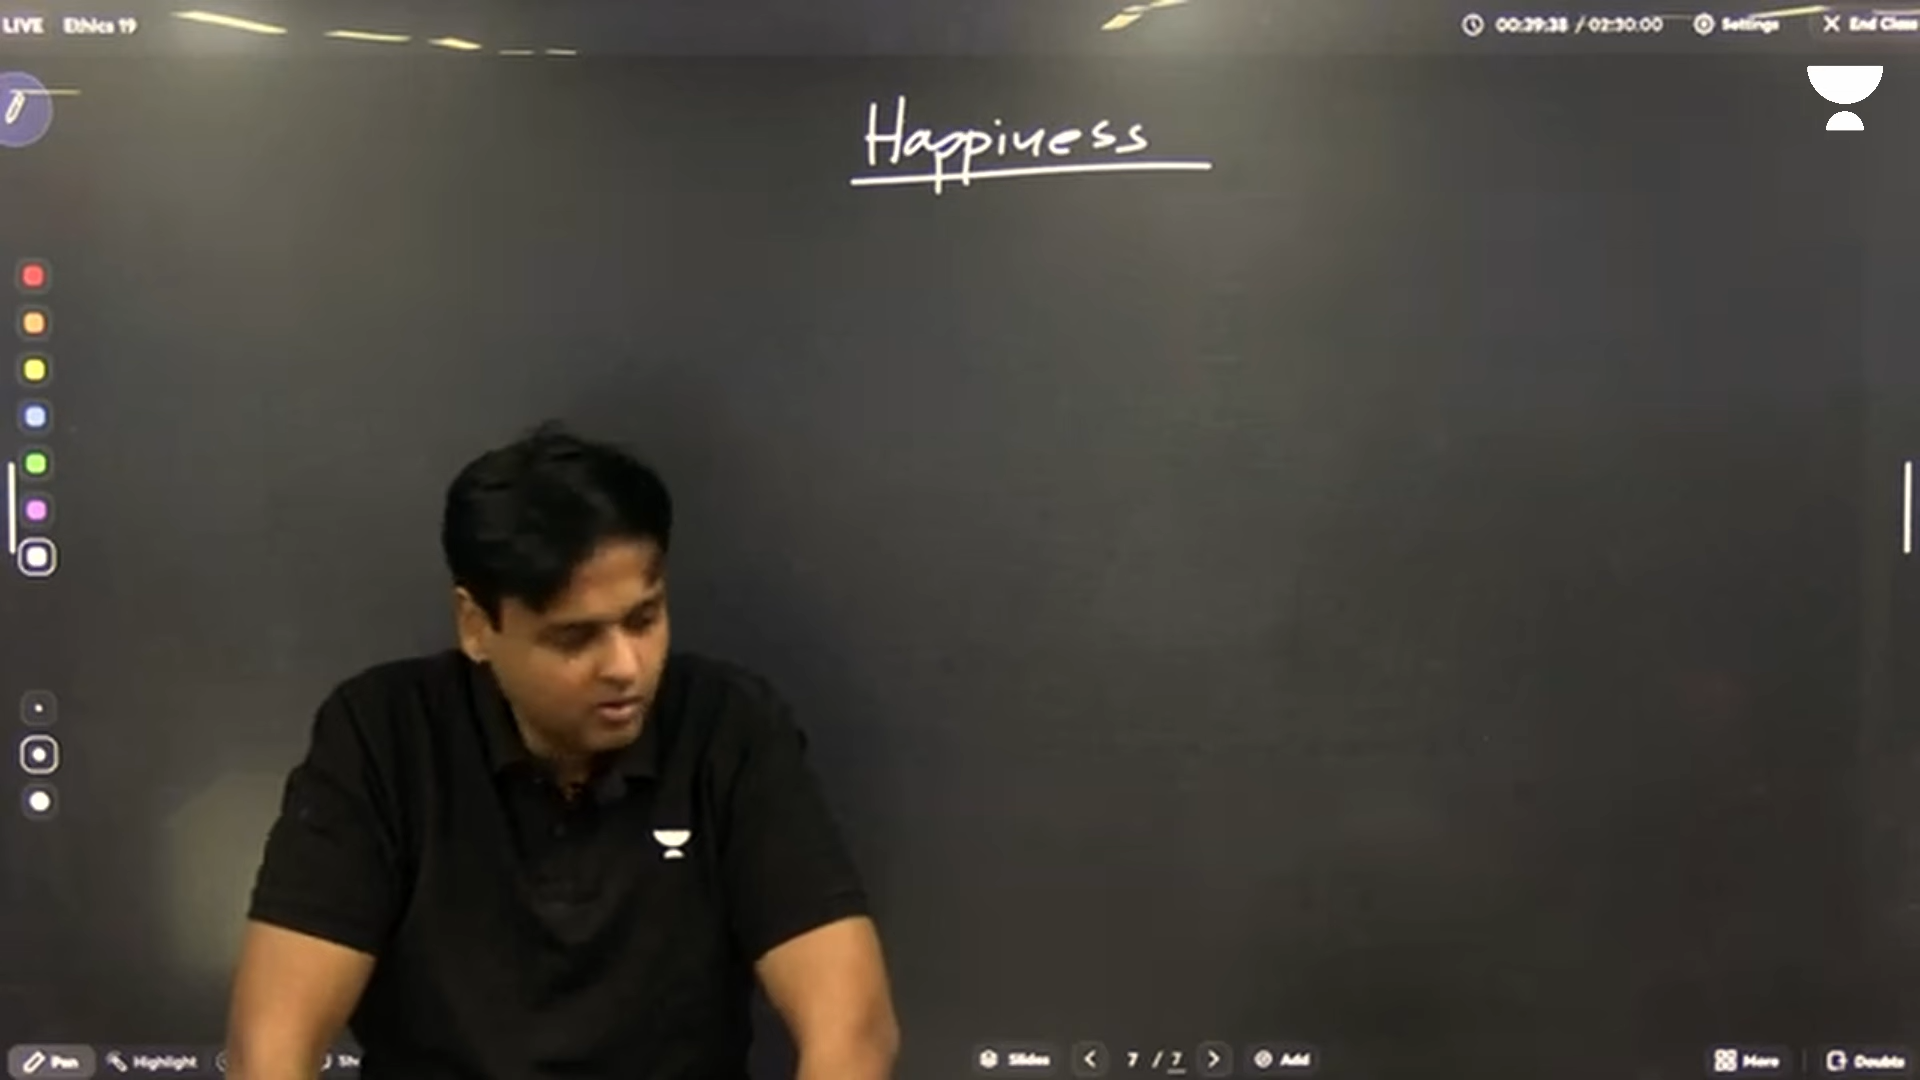 LIVE Ethics 19
00:39:38 / 02:30:00 Settings End Class
Happiness
Pen Highlight
Slides 7 / 7 Add
More Doubts